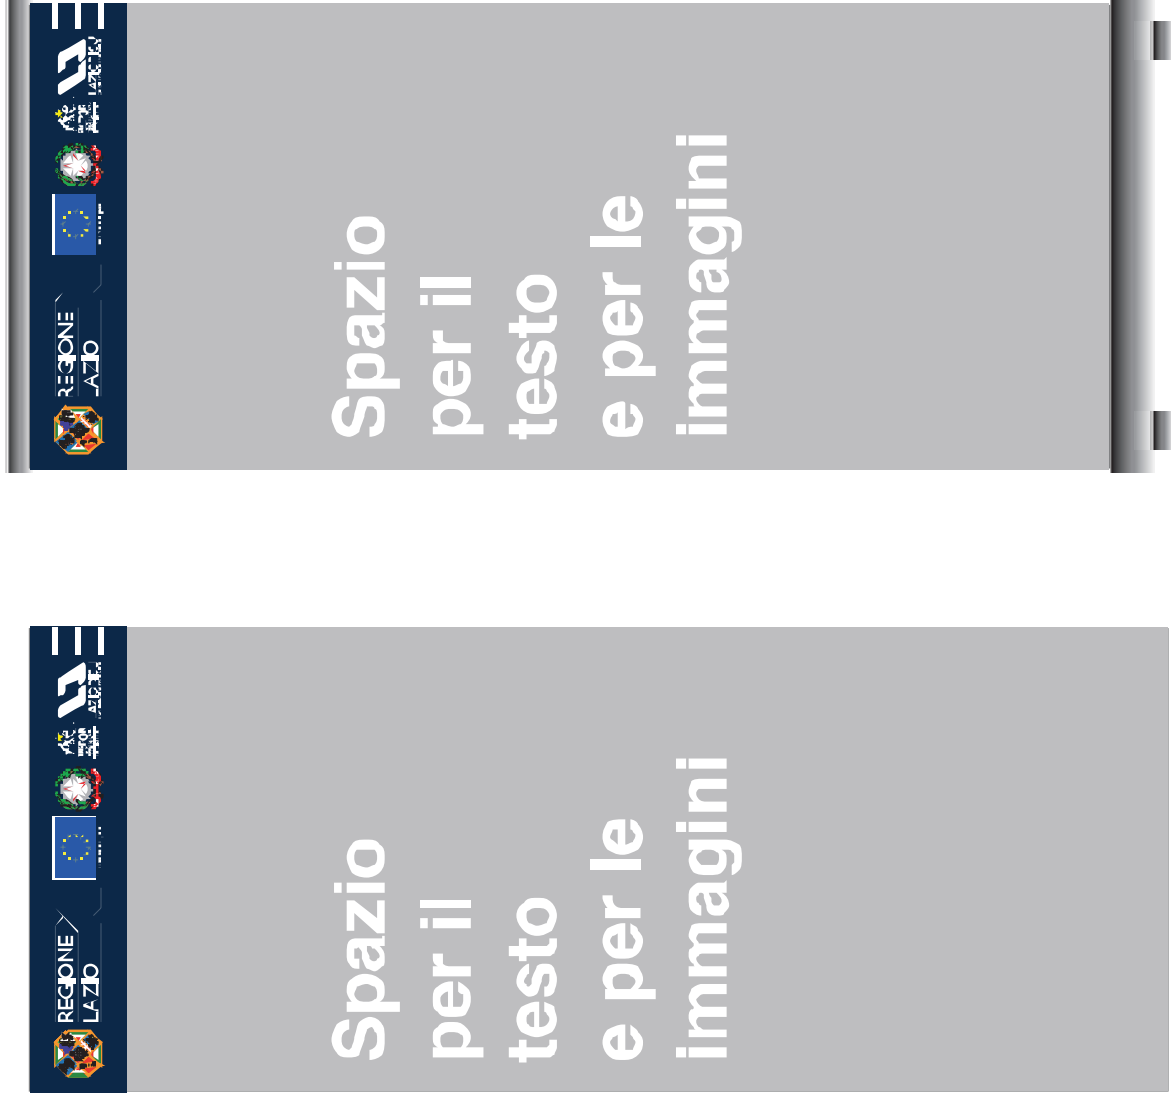 REGIONE
LAZIO
Spazio
per il
testo
e per le
immagini
REGIONE
LAZIO
Spazio
per il
testo
e per le
immagini